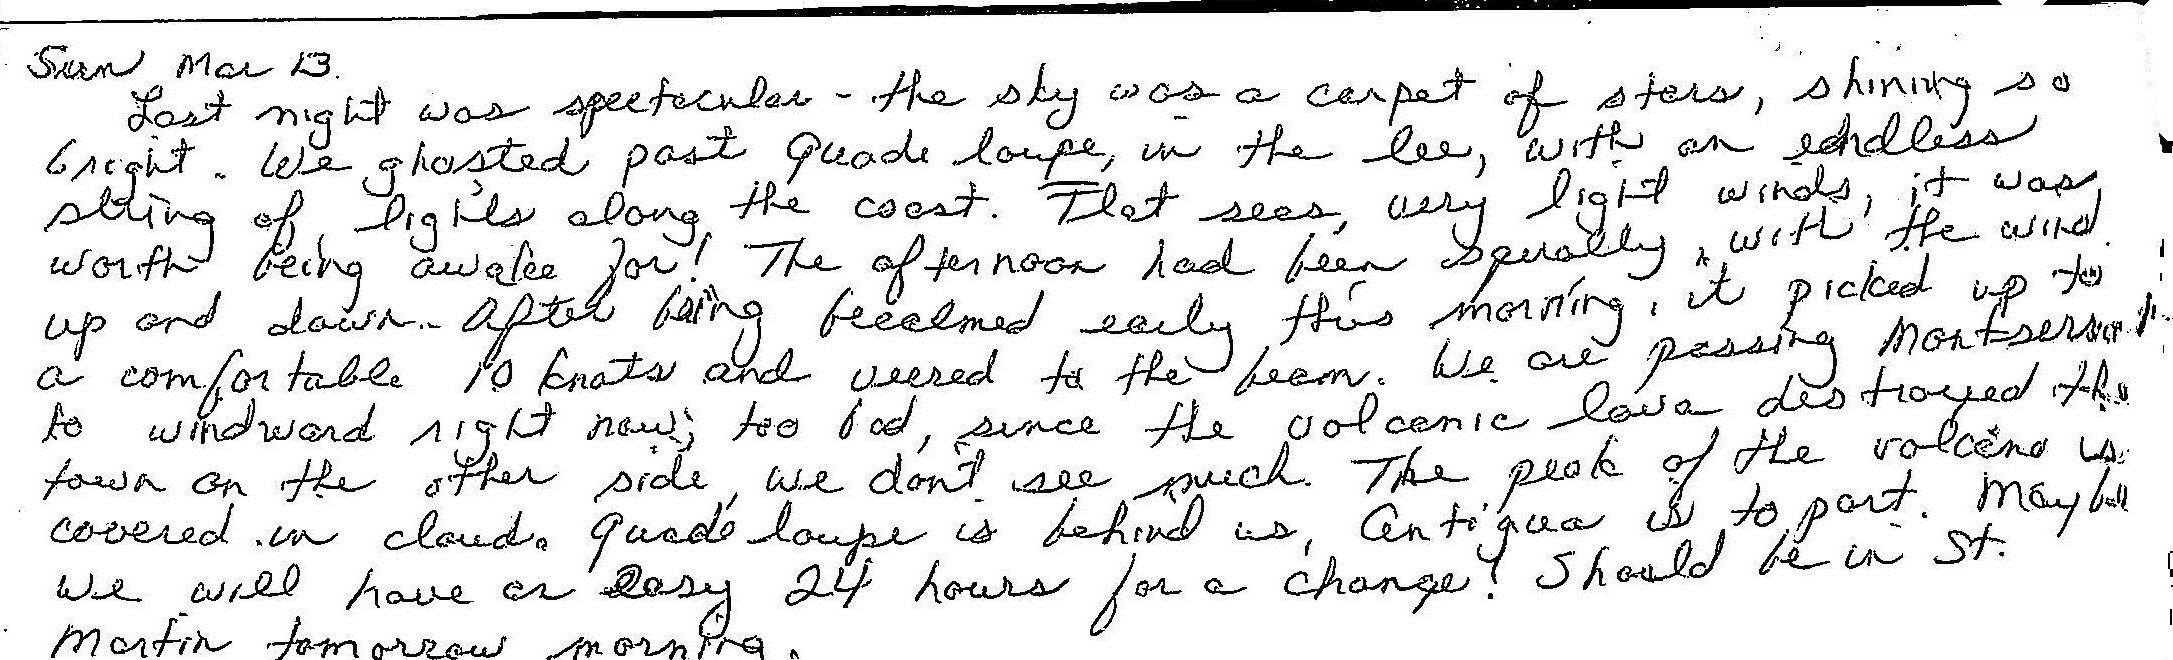 Sun Mar 13.
Last night was spectacular - the sky was a carpet of stars, shining so
bright. We ghosted past Guadeloupe, in the lee, with an endless
string of lights along the coast. Flat seas, very light winds, it was
worth being awake for! The afternoon had been squally, with the wind
up and down. After being becalmed early this morning, it picked up to
a comfortable 10 knots and veered to the beam. We are passing Montserrat
to windward right now; too bad, since the volcanic lava destroyed the
town on the other side, we don't see much. The peak of the volcano is
covered in cloud. Guadeloupe is behind us, Antigua is to port. Maybe
we will have an easy 24 hours for a change! Should be in St.
Martin tomorrow morning.